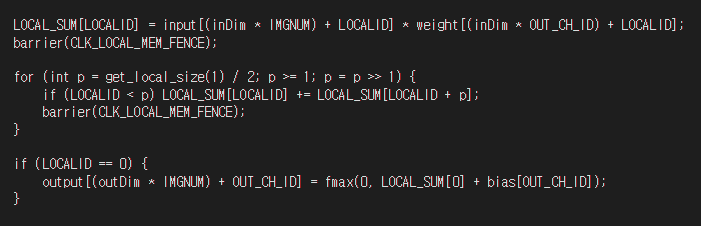 LOCAL_SUM[LOCALID] = input[(inDim * IMGNUM) + LOCALID] * weight[(inDim * OUT_CH_ID) + LOCALID];
barrier(CLK_LOCAL_MEM_FENCE);
for (int p = get_local_size(1) / 2; p >= 1; p = p >> 1) {
    if (LOCALID < p) LOCAL_SUM[LOCALID] += LOCAL_SUM[LOCALID + p];
    barrier(CLK_LOCAL_MEM_FENCE);
}
if (LOCALID == 0) {
    output[(outDim * IMGNUM) + OUT_CH_ID] = fmax(0, LOCAL_SUM[0] + bias[OUT_CH_ID]);
}